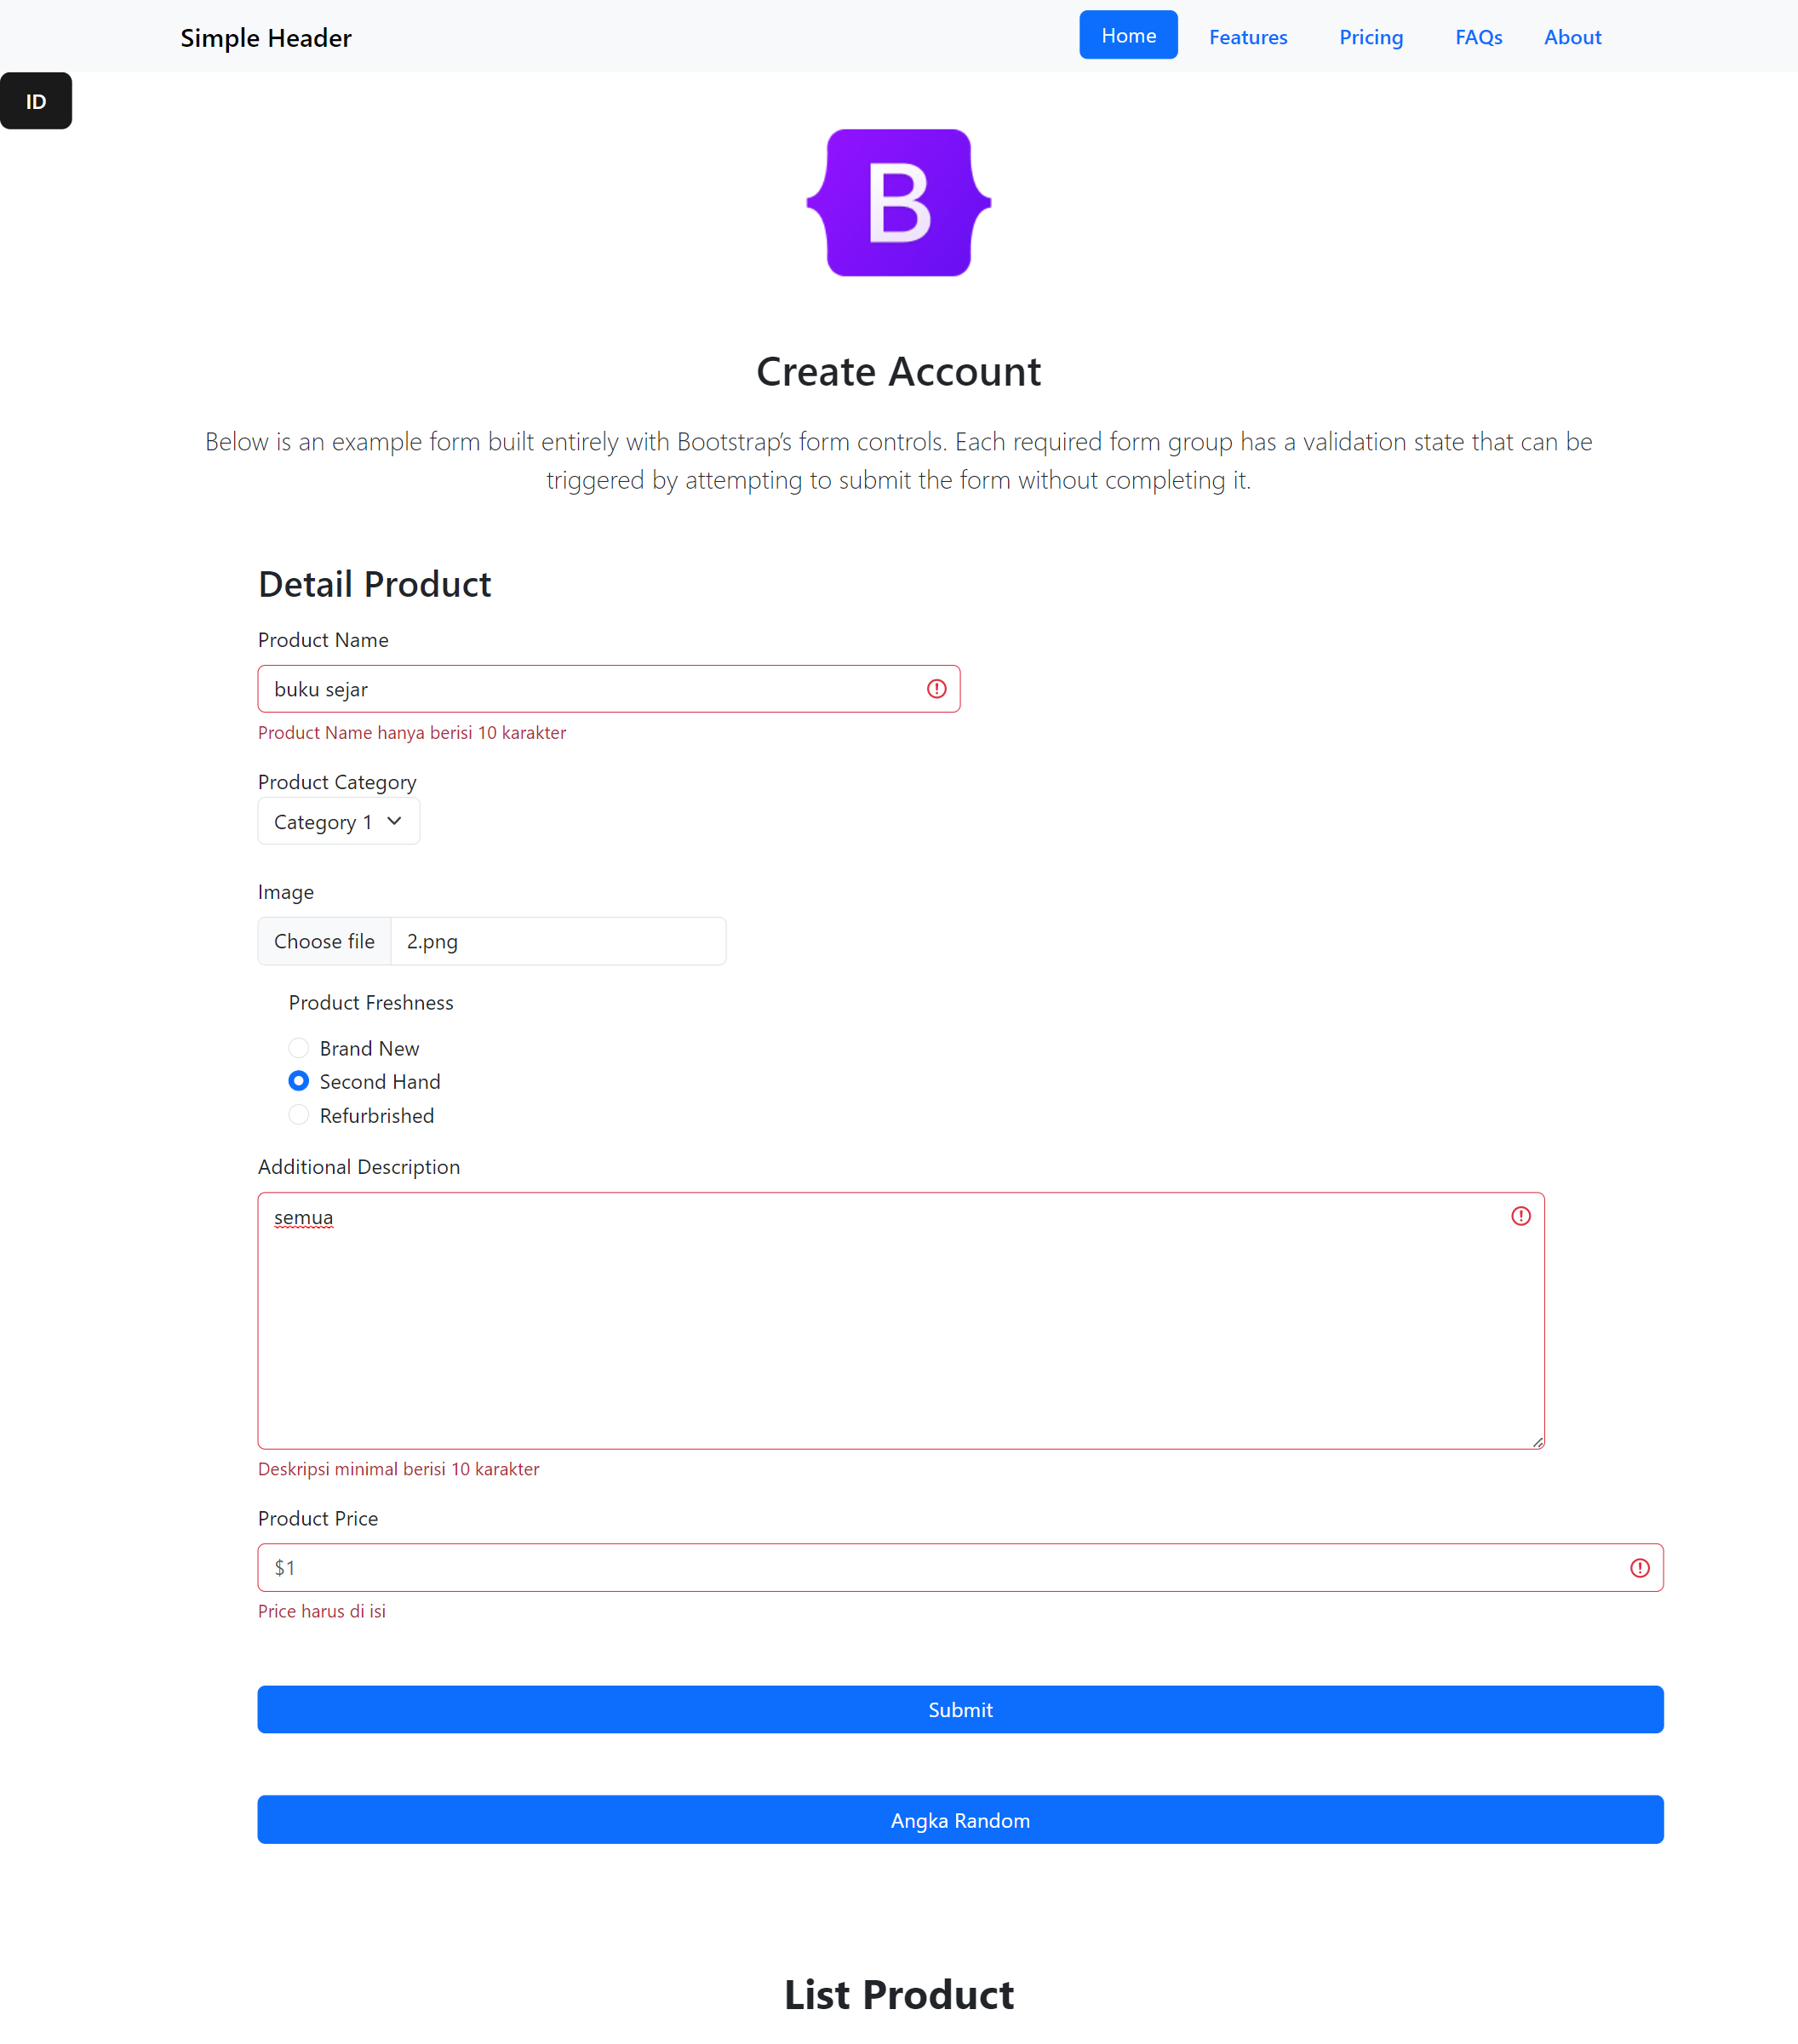 Simple Header
Home
Features
Pricing
FAQs
About
ID
B
Create Account
Below is an example form built entirely with Bootstrap’s form controls. Each required form group has a validation state that can be
triggered by attempting to submit the form without completing it.
Detail Product
Product Name
buku sejar
Product Name hanya berisi 10 karakter
Product Category
Category 1
Image
Choose file
2.png
Product Freshness
Brand New
Second Hand
Refurbrished
Additional Description
semua
Deskripsi minimal berisi 10 karakter
Product Price
$1
Price harus di isi
Submit
Angka Random
List Product